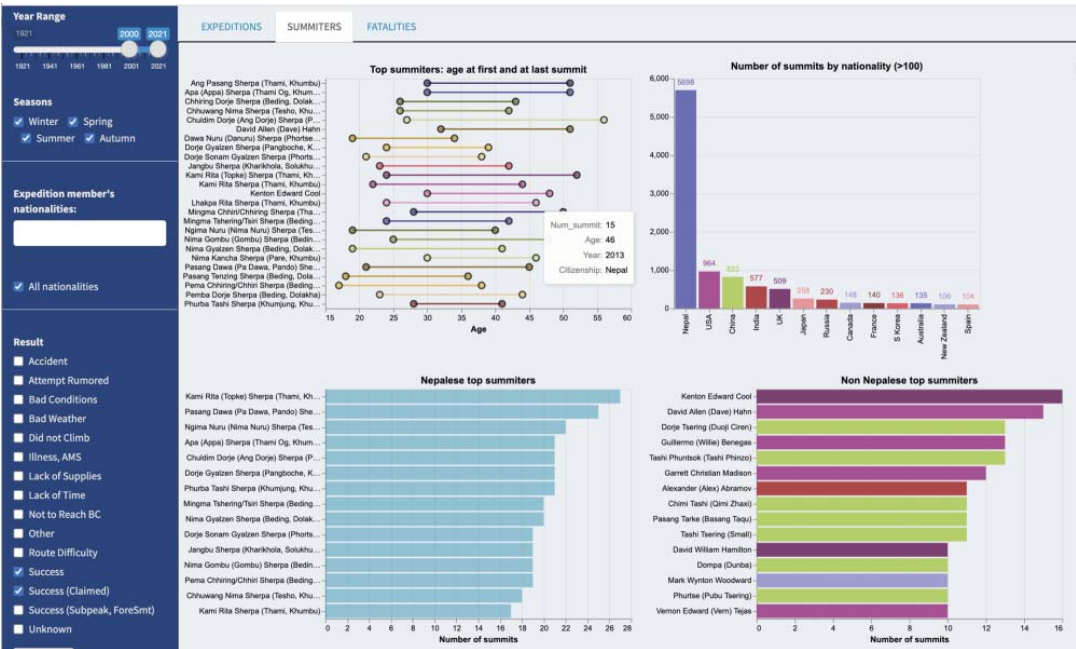 Year Range
1921
2000 2021
1921 1941 1961 1981 2001 2021
Seasons
Winter Spring
Summer Autumn
Expedition member's
nationalities:
All nationalities
Result
Accident
Attempt Rumored
Bad Conditions
Bad Weather
Did not Climb
Illness, AMS
Lack of Supplies
Lack of Time
Not to Reach BC
Other
Route Difficulty
Success
Success (Claimed)
Success (Subpeak, ForeSmt)
Unknown
EXPEDITIONS SUMMITERS FATALITIES
Top summiters: age at first and at last summit
Ang Pasang Sherpa (Thami, Khumbu)
Apa (Appa) Sherpa (Thami Og, Khum...
Chhiring Dorje Sherpa (Beding, Dolak...
Chhuwang Nima Sherpa (Tesho, Khu...
Chuldim Dorje (Ang Dorje) Sherpa (P...
David Allen (Dave) Hahn
Dawa Nuru (Danuru) Sherpa (Phortse...
Dorje Gyalzen Sherpa (Pangboche, K...
Dorje Sonam Gyalzen Sherpa (Phorts...
Jangbu Sherpa (Kharikhola, Solukhu...
Kami Rita (Topke) Sherpa (Thami, Kh...
Kami Rita Sherpa (Thami, Khumbu)
Kenton Edward Cool
Lhakpa Rita Sherpa (Thami, Khumbu)
Mingma Chhiri/Chhiring Sherpa (Tha...
Mingma Tshering/Tsiri Sherpa (Beding...
Ngima Nuru (Nima Nuru) Sherpa (Tes...
Nima Gombu (Gombu) Sherpa (Bedin...
Nima Gyalzen Sherpa (Beding, Dolak...
Nima Kancha Sherpa (Pare, Khumbu)
Pasang Dawa (Pa Dawa, Pando) She...
Pasang Tenzing Sherpa (Beding, Dola...
Pema Chhiring/Chhiri Sherpa (Beding...
Pemba Dorje Sherpa (Beding, Dolakha)
Phurba Tashi Sherpa (Khumjung, Khu...
15 20 25 30 35 40 45 50 55 60
Age
Num_summit: 15
Age: 46
Year: 2013
Citizenship: Nepal
Number of summits by nationality (>100)
6,000
5,000
4,000
3,000
2,000
1,000
0
5698 964 823 577 509 258 230 148 140 136 135 106 104
Nepal
USA
China
India
UK
Japan
Russia
Canada
France
S Korea
Australia
New Zealand
Spain
Nepalese top summiters
Kami Rita (Topke) Sherpa (Thami, Kh...
Pasang Dawa (Pa Dawa, Pando) She...
Ngima Nuru (Nima Nuru) Sherpa (Tes...
Apa (Appa) Sherpa (Thami Og, Khum...
Chuldim Dorje (Ang Dorje) Sherpa (P...
Dorje Gyalzen Sherpa (Pangboche, K...
Phurba Tashi Sherpa (Khumjung, Khu...
Mingma Tshering/Tsiri Sherpa (Beding...
Nima Gyalzen Sherpa (Beding, Dolak...
Dorje Sonam Gyalzen Sherpa (Phorts...
Jangbu Sherpa (Kharikhola, Solukhu...
Nima Gombu (Gombu) Sherpa (Bedin...
Pema Chhiring/Chhiri Sherpa (Beding...
Chhuwang Nima Sherpa (Tesho, Khu...
Kami Rita Sherpa (Thami, Khumbu)
0 2 4 6 8 10 12 14 16 18 20 22 24 26 28
Number of summits
Non Nepalese top summiters
Kenton Edward Cool
David Allen (Dave) Hahn
Dorje Tsering (Duoji Ciren)
Guillermo (Willie) Benegas
Tashi Phuntsok (Tashi Phinzo)
Garrett Christian Madison
Alexander (Alex) Abramov
Chimi Tashi (Qimi Zhaxi)
Pasang Tarke (Basang Taqu)
Tashi Tsering (Small)
David William Hamilton
Dompa (Dunba)
Mark Wynton Woodward
Phurtse (Pubu Tsering)
Vernon Edward (Vern) Tejas
0 2 4 6 8 10 12 14 16
Number of summits